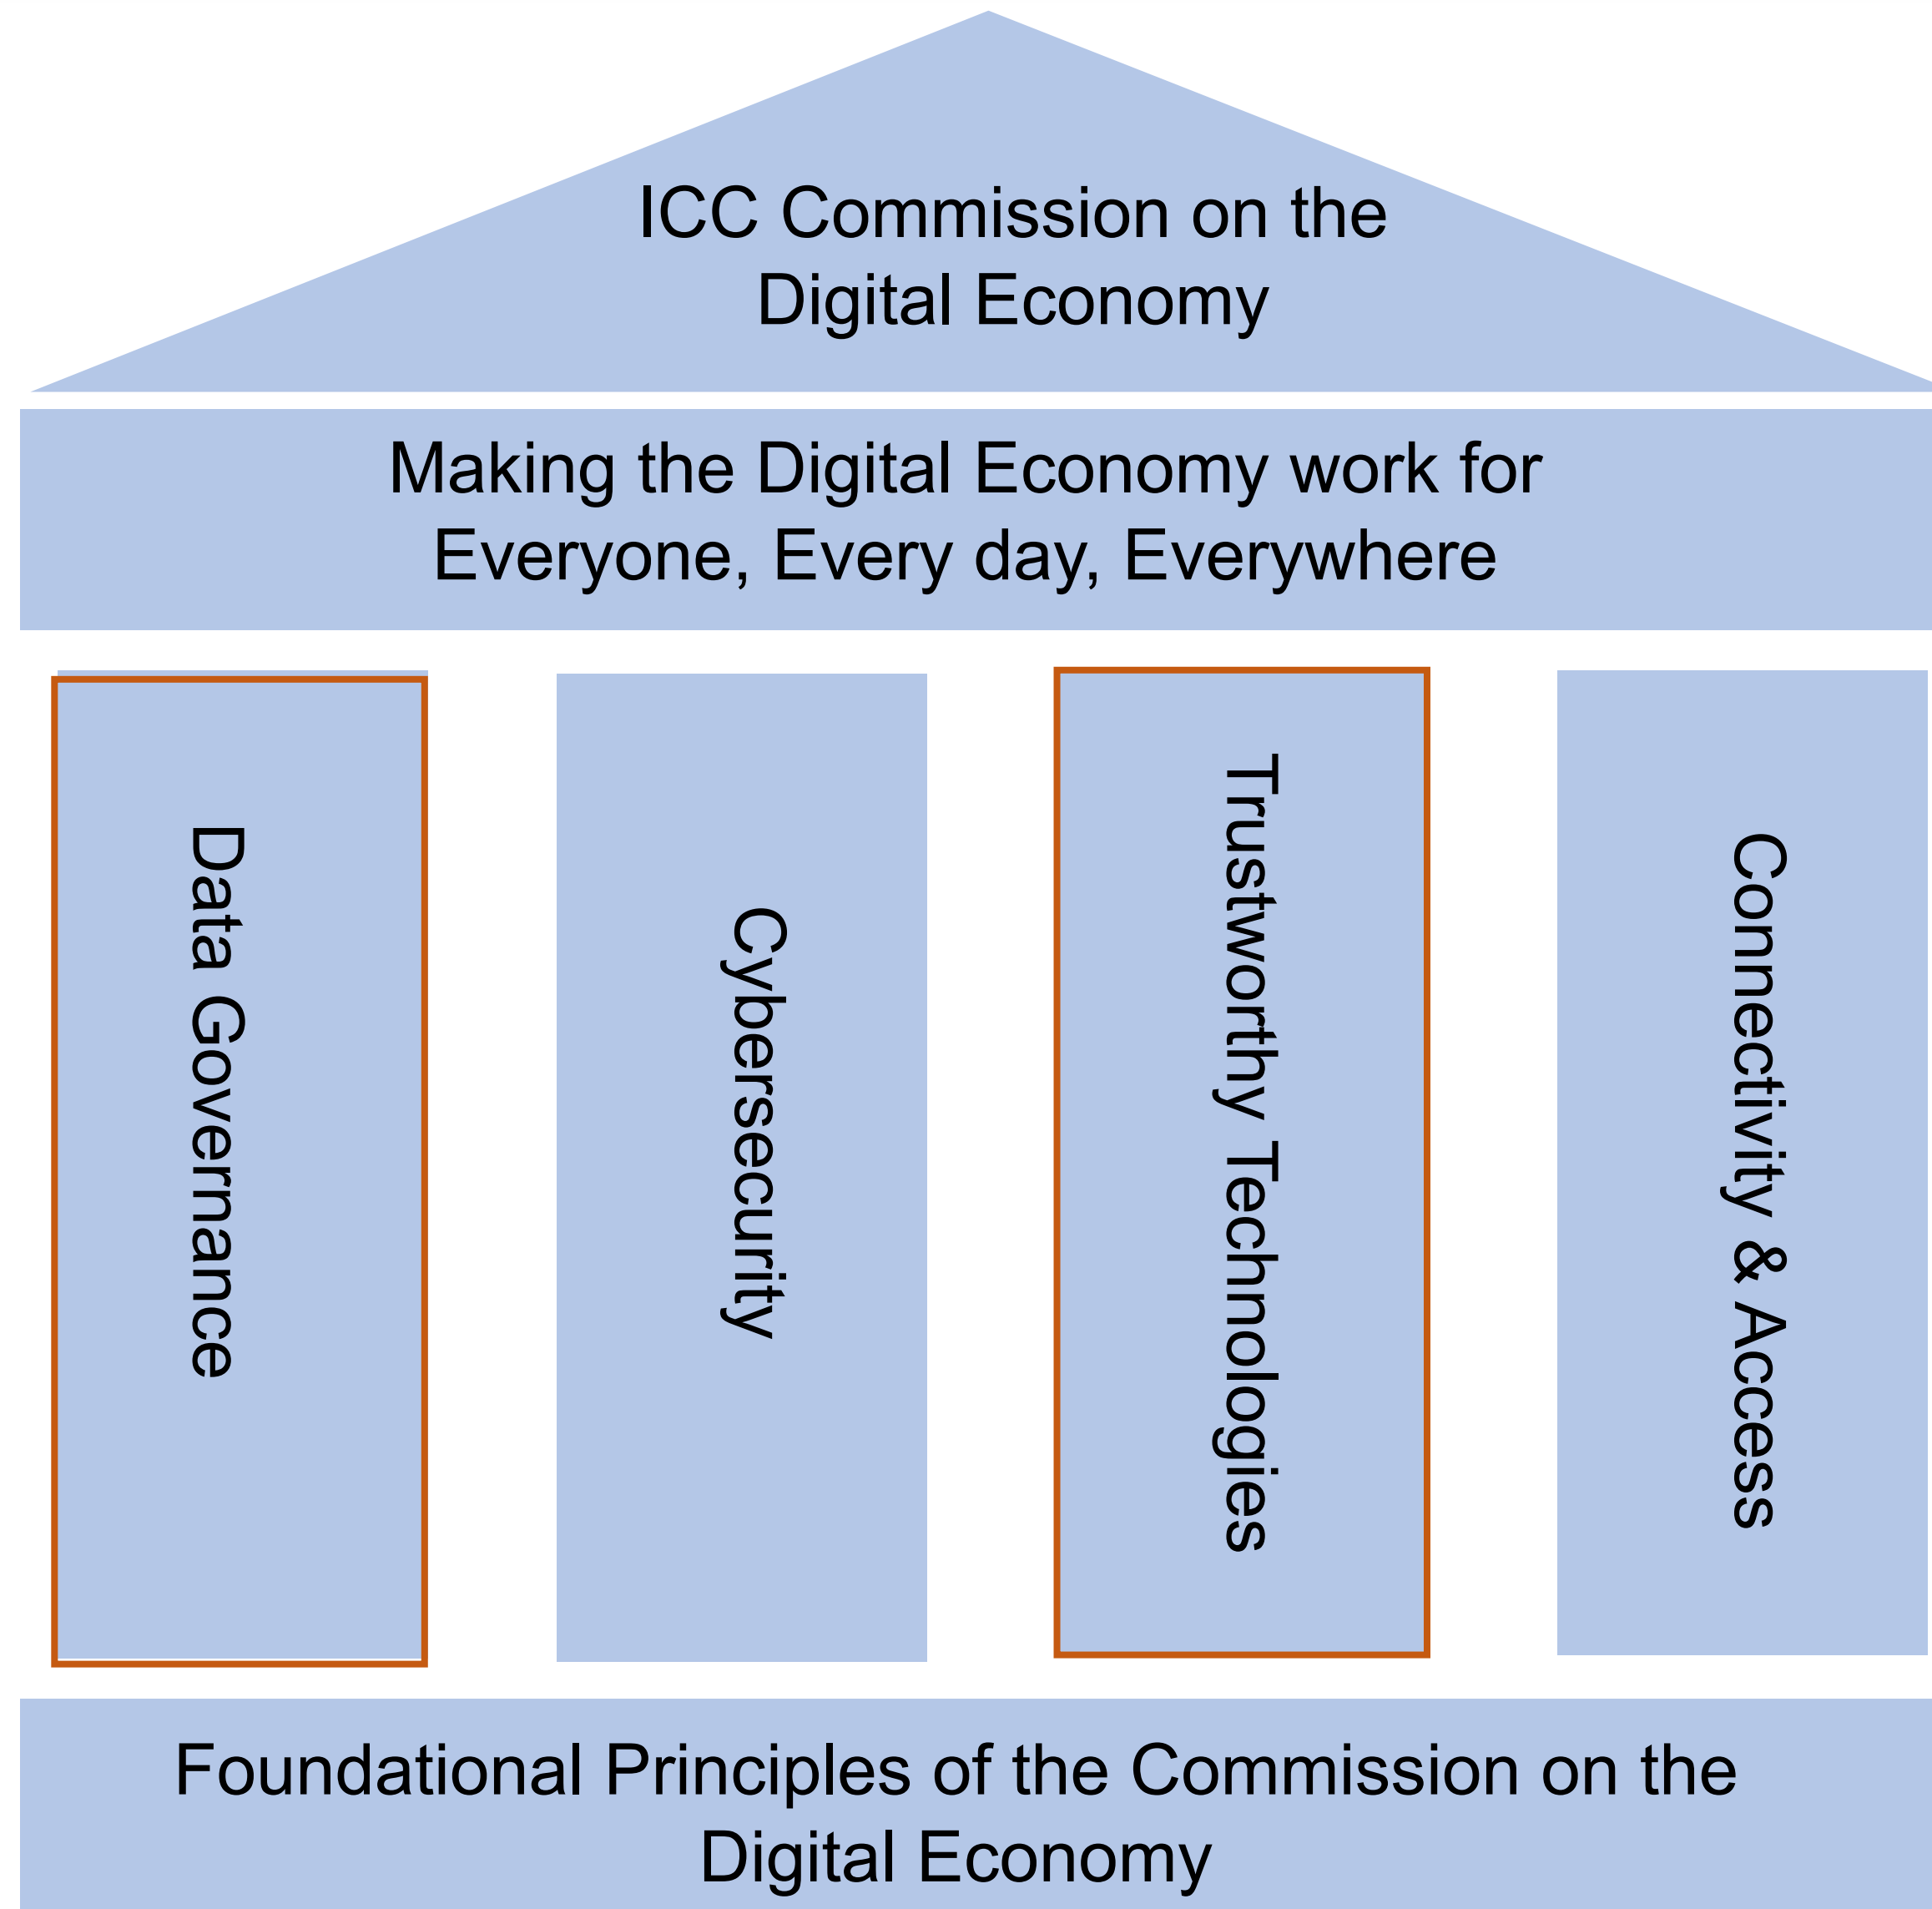 ICC Commission on the
Digital Economy
Making the Digital Economy work for
Everyone, Every day, Everywhere
Data Governance
Cybersecurity
Trustworthy Technologies
Connectivity & Access
Foundational Principles of the Commission on the
Digital Economy